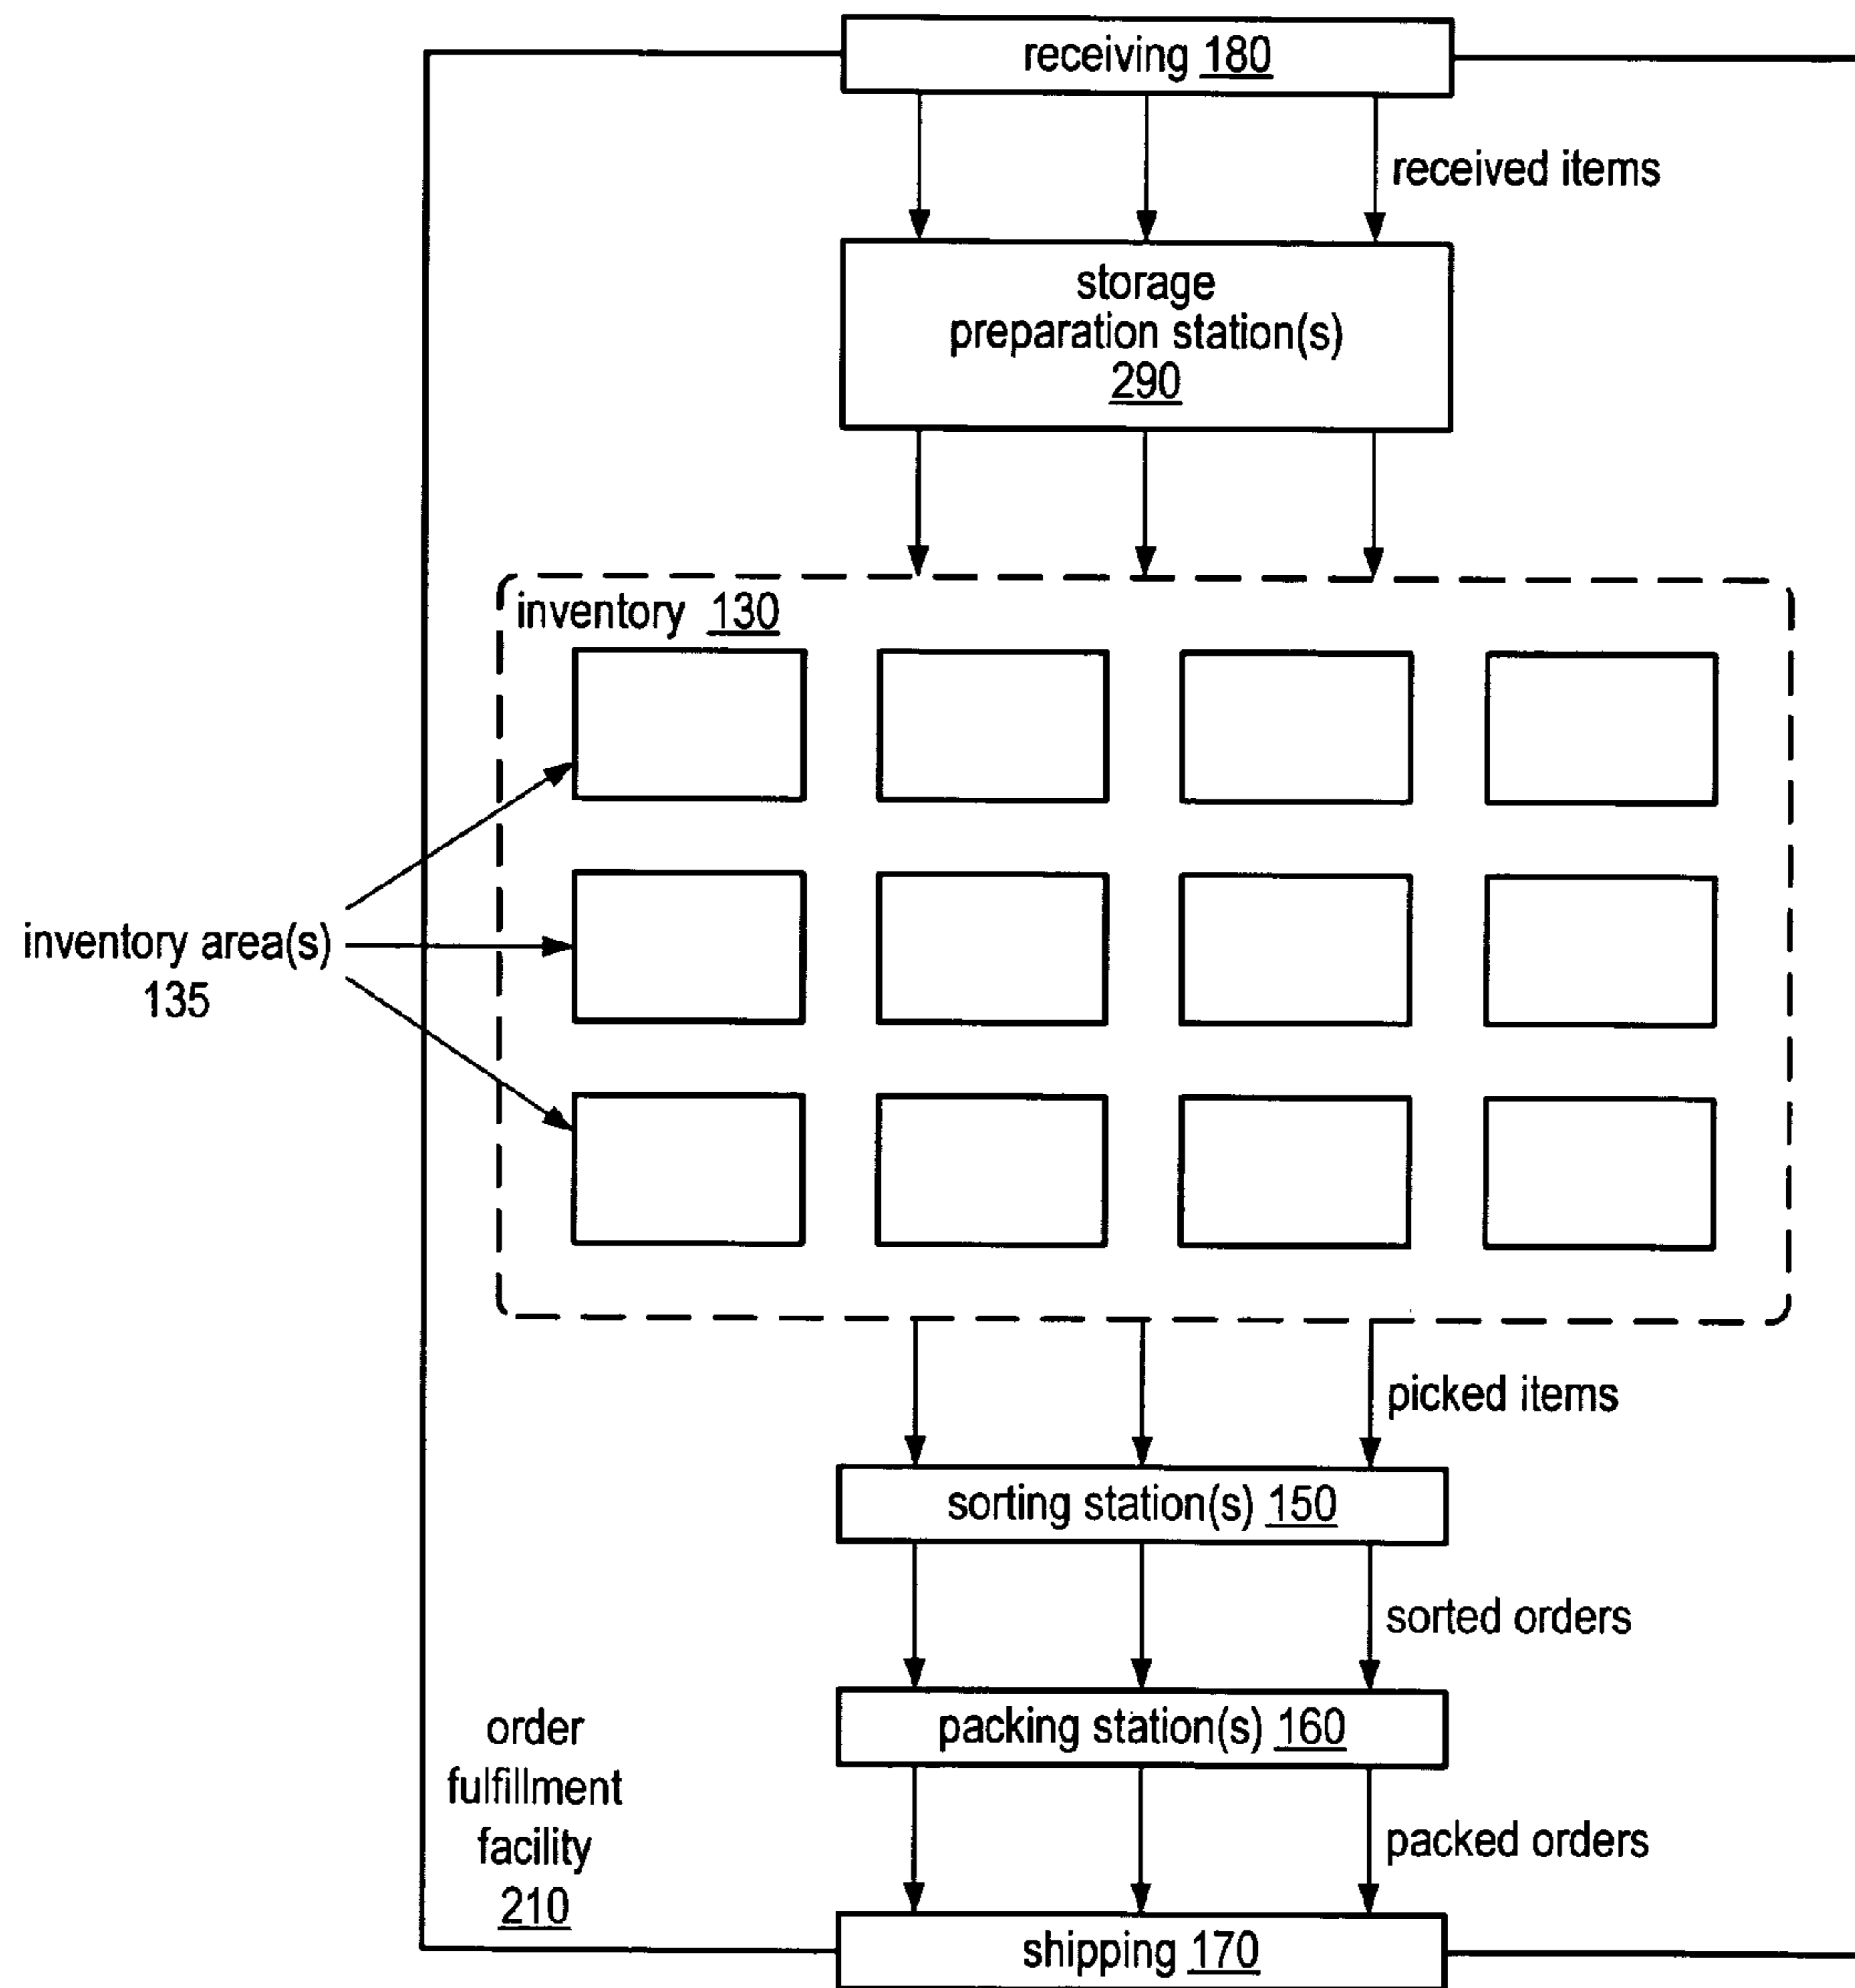 receiving 180
received items
storage
preparation station(s)
290
inventory 130
inventory area(s)
135
picked items
sorting station(s) 150
sorted orders
packing station(s) 160
order
fulfillment
facility
210
packed orders
shipping 170